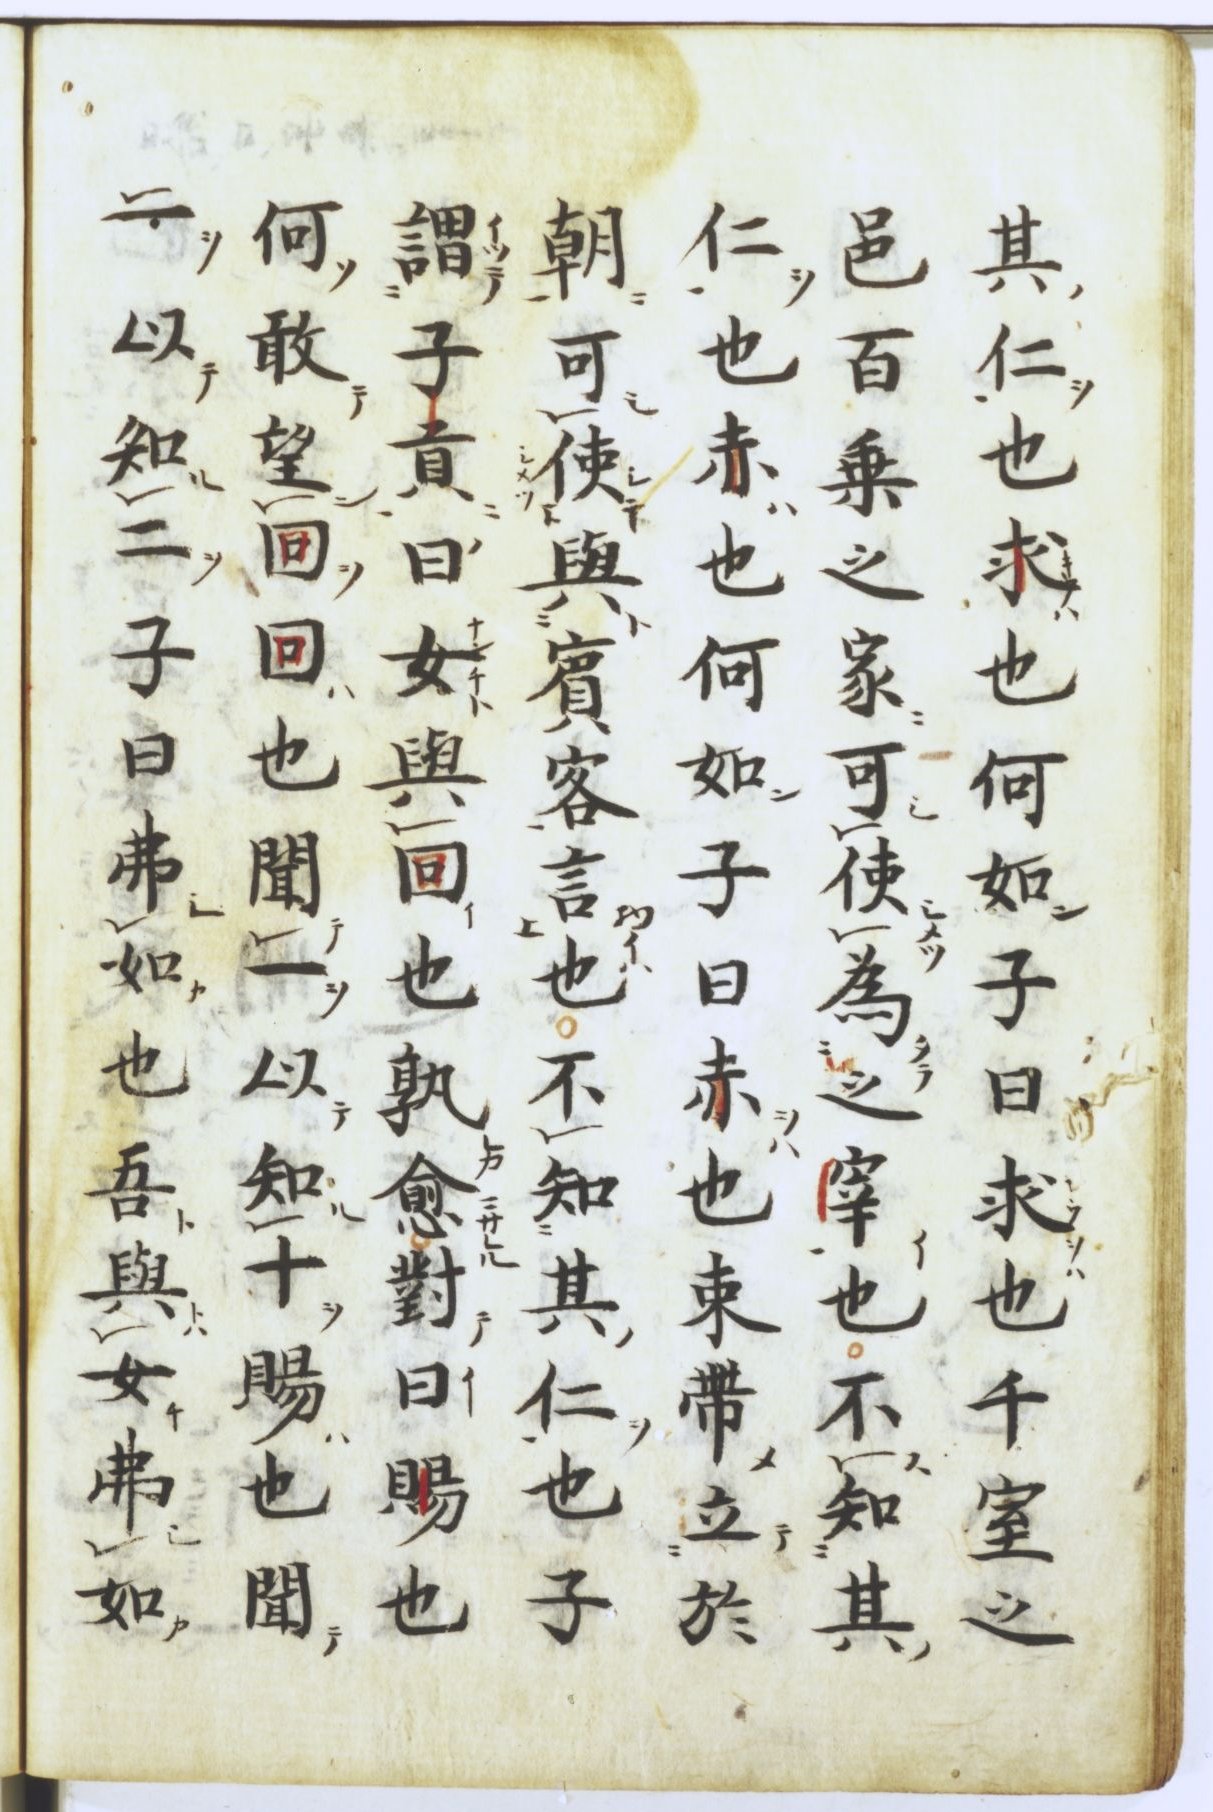 其仁也求也何如子曰求也千室之
邑百乗之家可使為之宰也不知其
仁也赤也何如子曰赤也束帶立於
朝可使與賓客言也不知其仁也子
謂子貢曰女與回也孰愈對曰賜也
何敢望回回也聞一以知十賜也聞
一以知二子曰弗如也吾與女弗如